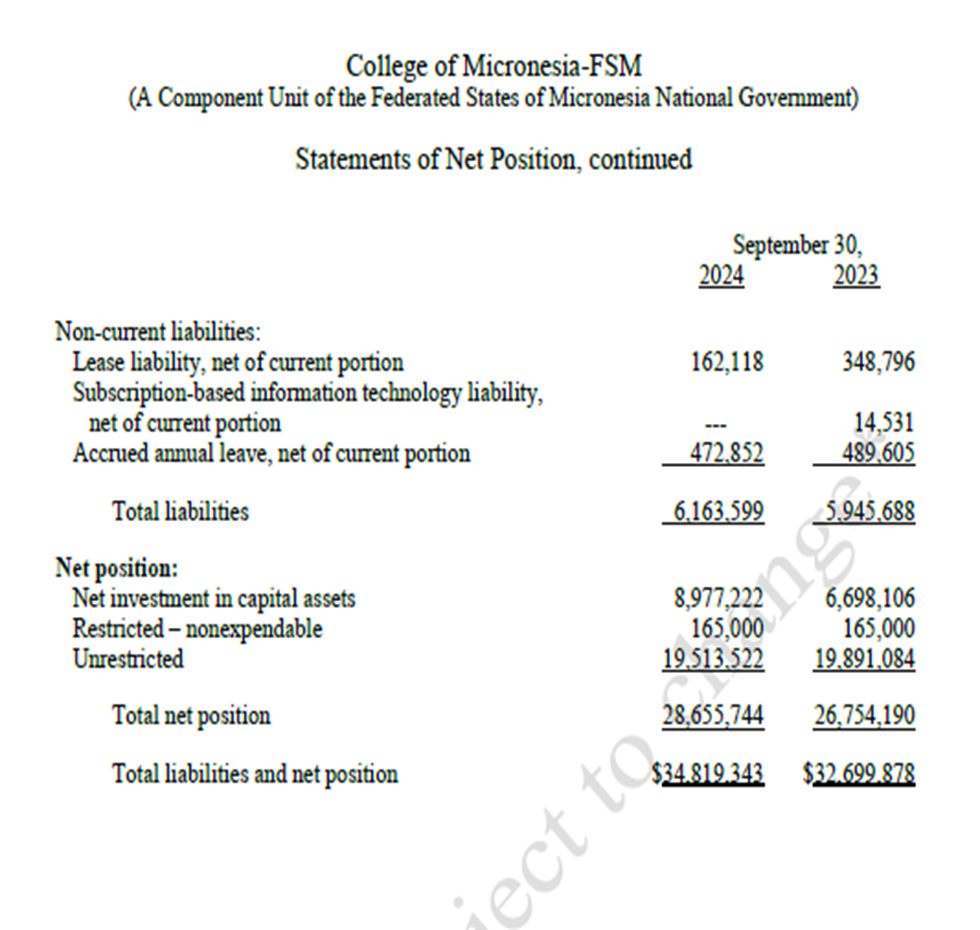 College of Micronesia-FSM
(A Component Unit of the Federated States of Micronesia National Government)
Statements of Net Position, continued
September 30,
2024 2023
Non-current liabilities:
Lease liability, net of current portion 162,118 348,796
Subscription-based information technology liability,
net of current portion --- 14,531
Accrued annual leave, net of current portion 472,852 489,605
Total liabilities 6,163,599 5,945,688
Net position:
Net investment in capital assets 8,977,222 6,698,106
Restricted – nonexpendable 165,000 165,000
Unrestricted 19,513,522 19,891,084
Total net position 28,655,744 26,754,190
Total liabilities and net position $34,819,343 $32,699,878
ject to change *